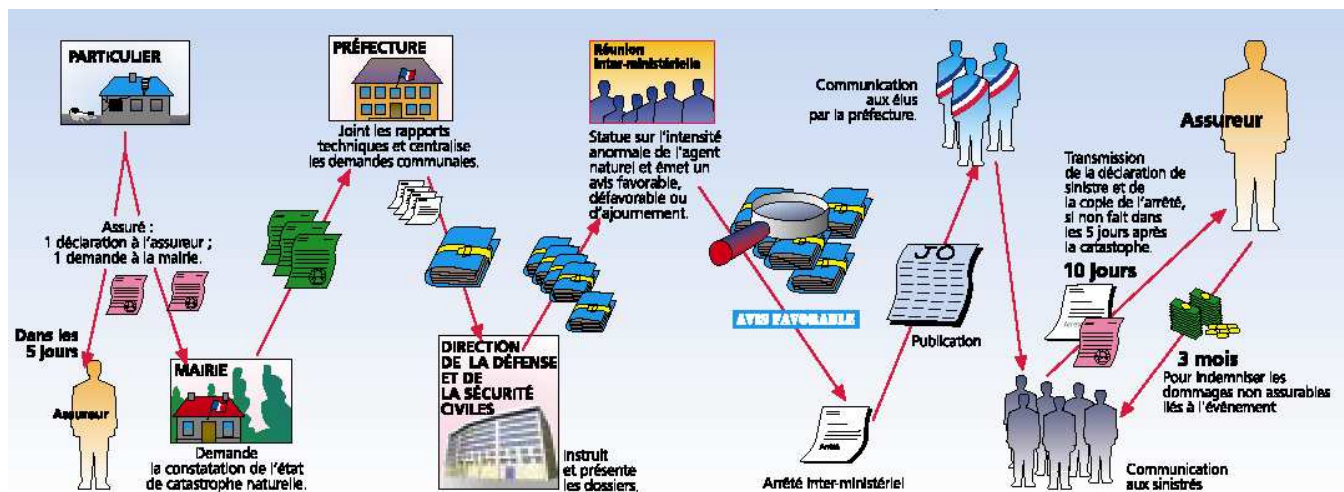 PARTICULIER
Assuré :
1 déclaration à l'assureur ;
1 demande à la mairie.
Dans les
5 jours
Assureur
MAIRIE
Demande
la constatation de l'état
de catastrophe naturelle.
PRÉFECTURE
Joint les rapports
techniques et centralise
les demandes communales.
DIRECTION
DE LA DÉFENSE
ET DE
LA SÉCURITÉ
CIVILES
Instruit
et présente
les dossiers.
Réunion
Inter-ministérielle
Statue sur l'intensité
anormale de l'agent
naturel et émet un
avis favorable,
défavorable ou
d'ajournement.
AVIS FAVORABLE
Arrêté
Arrêté Inter-ministériel
JO
Publication
Communication
aux élus
par la préfecture.
Communication
aux sinistrés
Transmission
de la déclaration de
sinistre et de
la copie de l'arrêté,
si non fait dans
les 5 jours après
la catastrophe.
10 jours
Arrêté
Assureur
3 mois
Pour indemniser les
dommages non assurables
liés à l'évènement